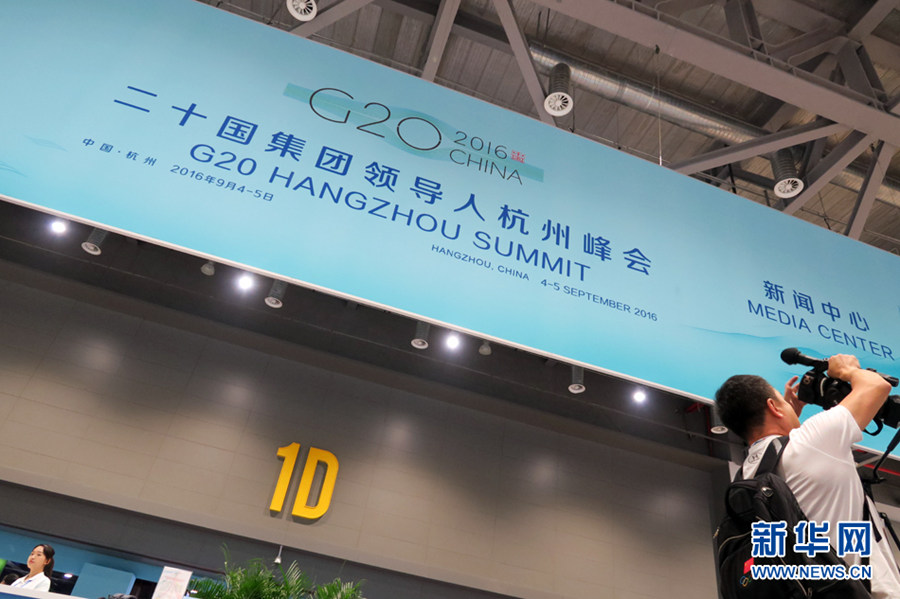 G20 2016
CHINA
二十国集团领导人杭州峰会
中国·杭州
2016年9月4-5日
G20 HANGZHOU SUMMIT
HANGZHOU, CHINA
4-5 SEPTEMBER 2016
新闻中心
MEDIA CENTER
1D
新华网
WWW.NEWS.CN